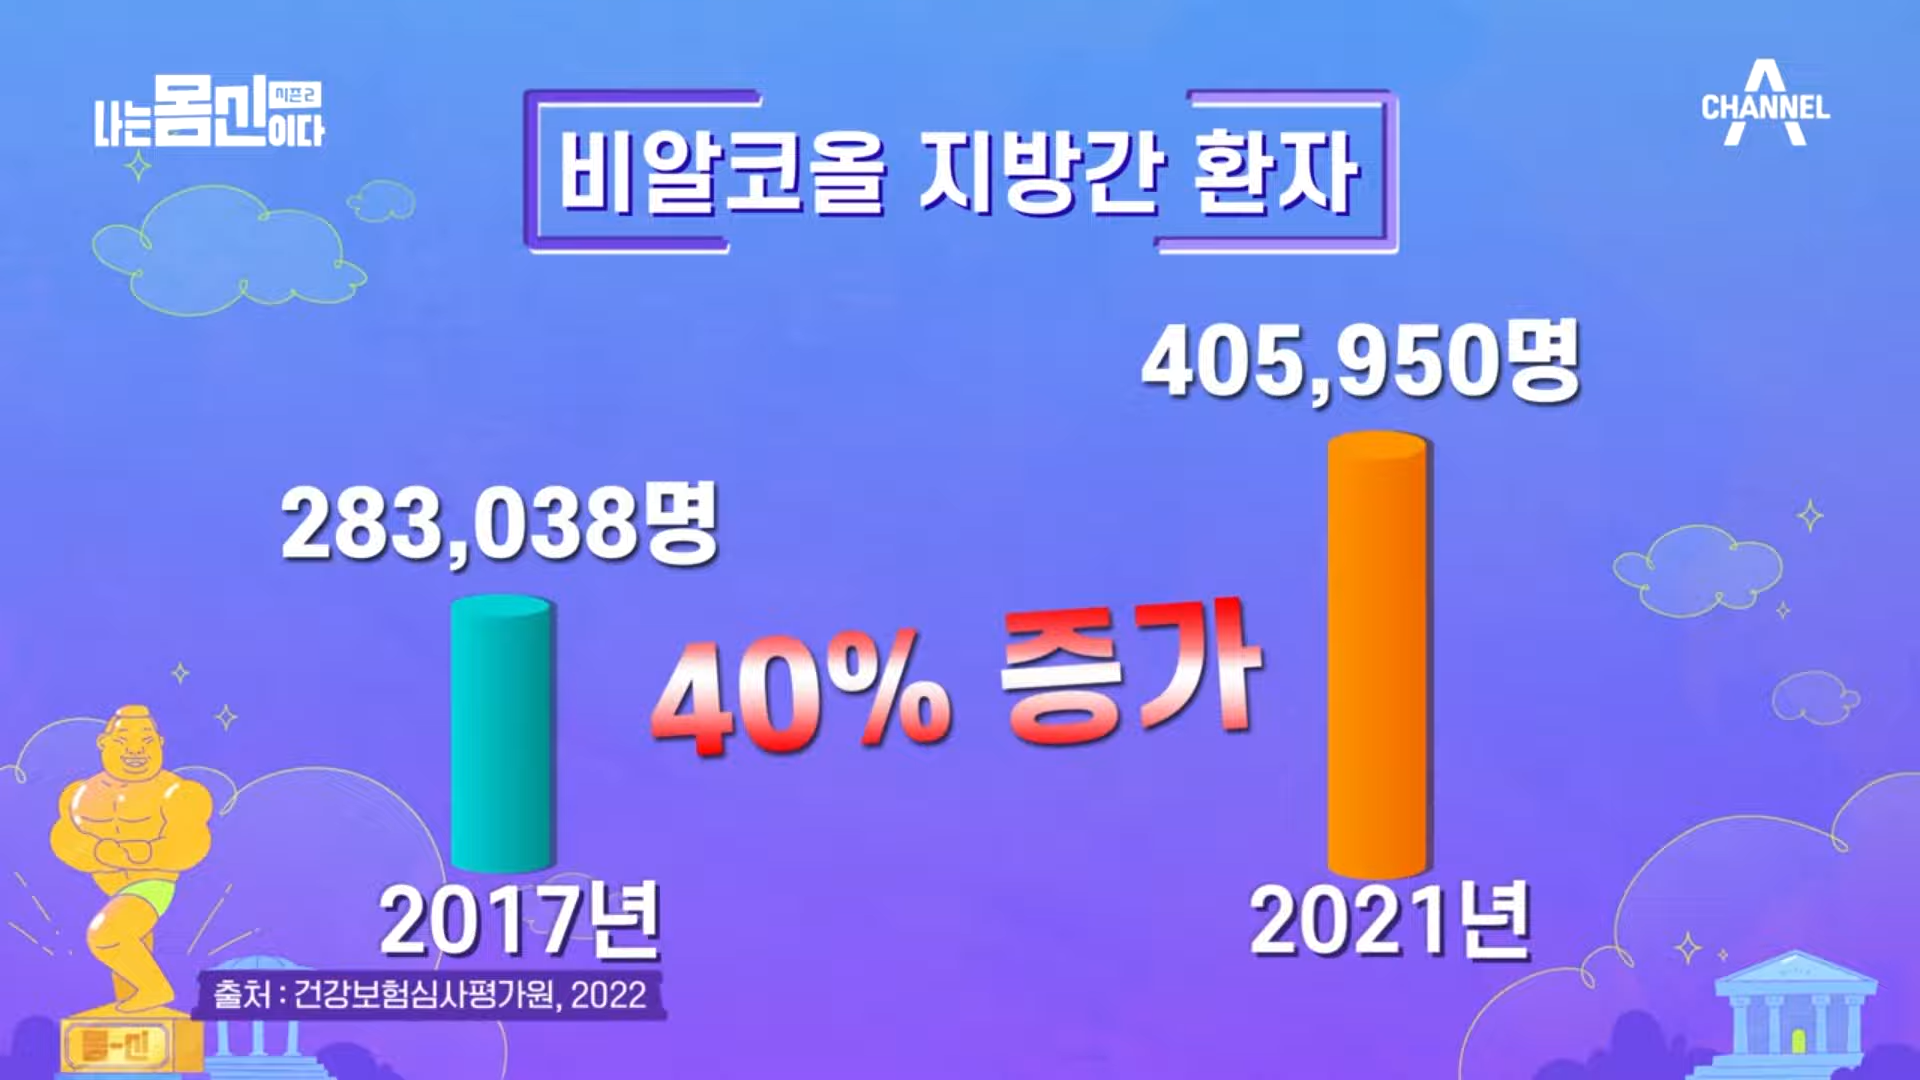 나는 몸신이다 시즌2
CHANNEL A
비알코올 지방간 환자
405,950명
283,038명
40% 증가
2017년
2021년
출처 : 건강보험심사평가원, 2022
몸-신